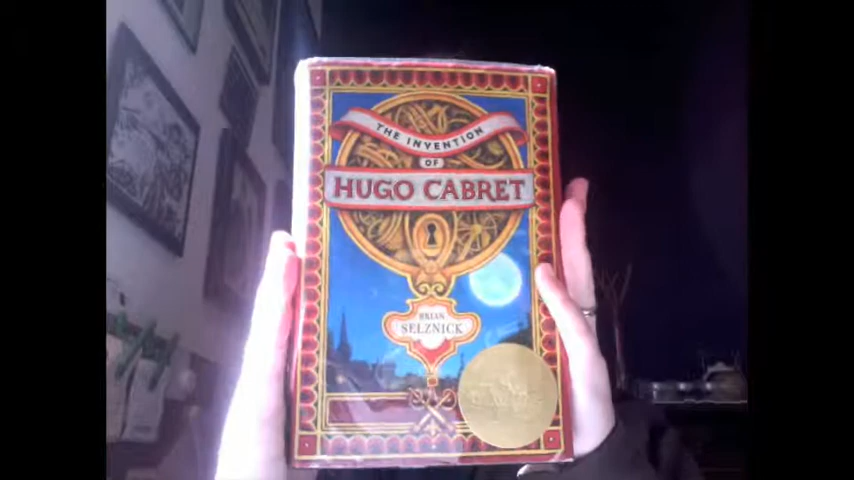 THE INVENTION
OF
HUGO CABRET
BRIAN
SELZNICK